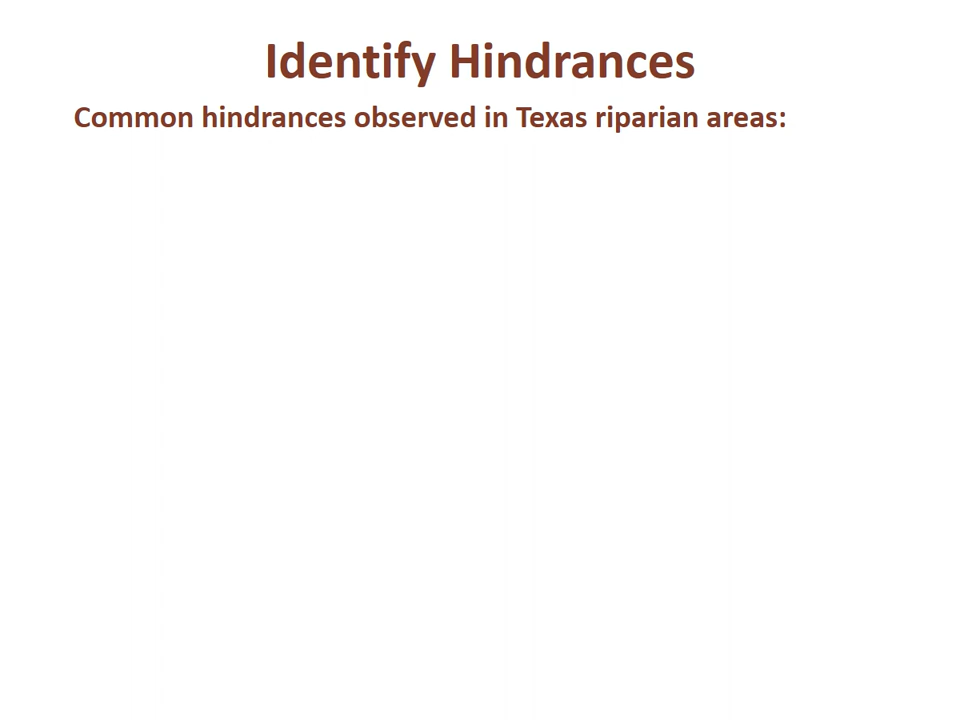 Identify Hindrances
Common hindrances observed in Texas riparian areas: